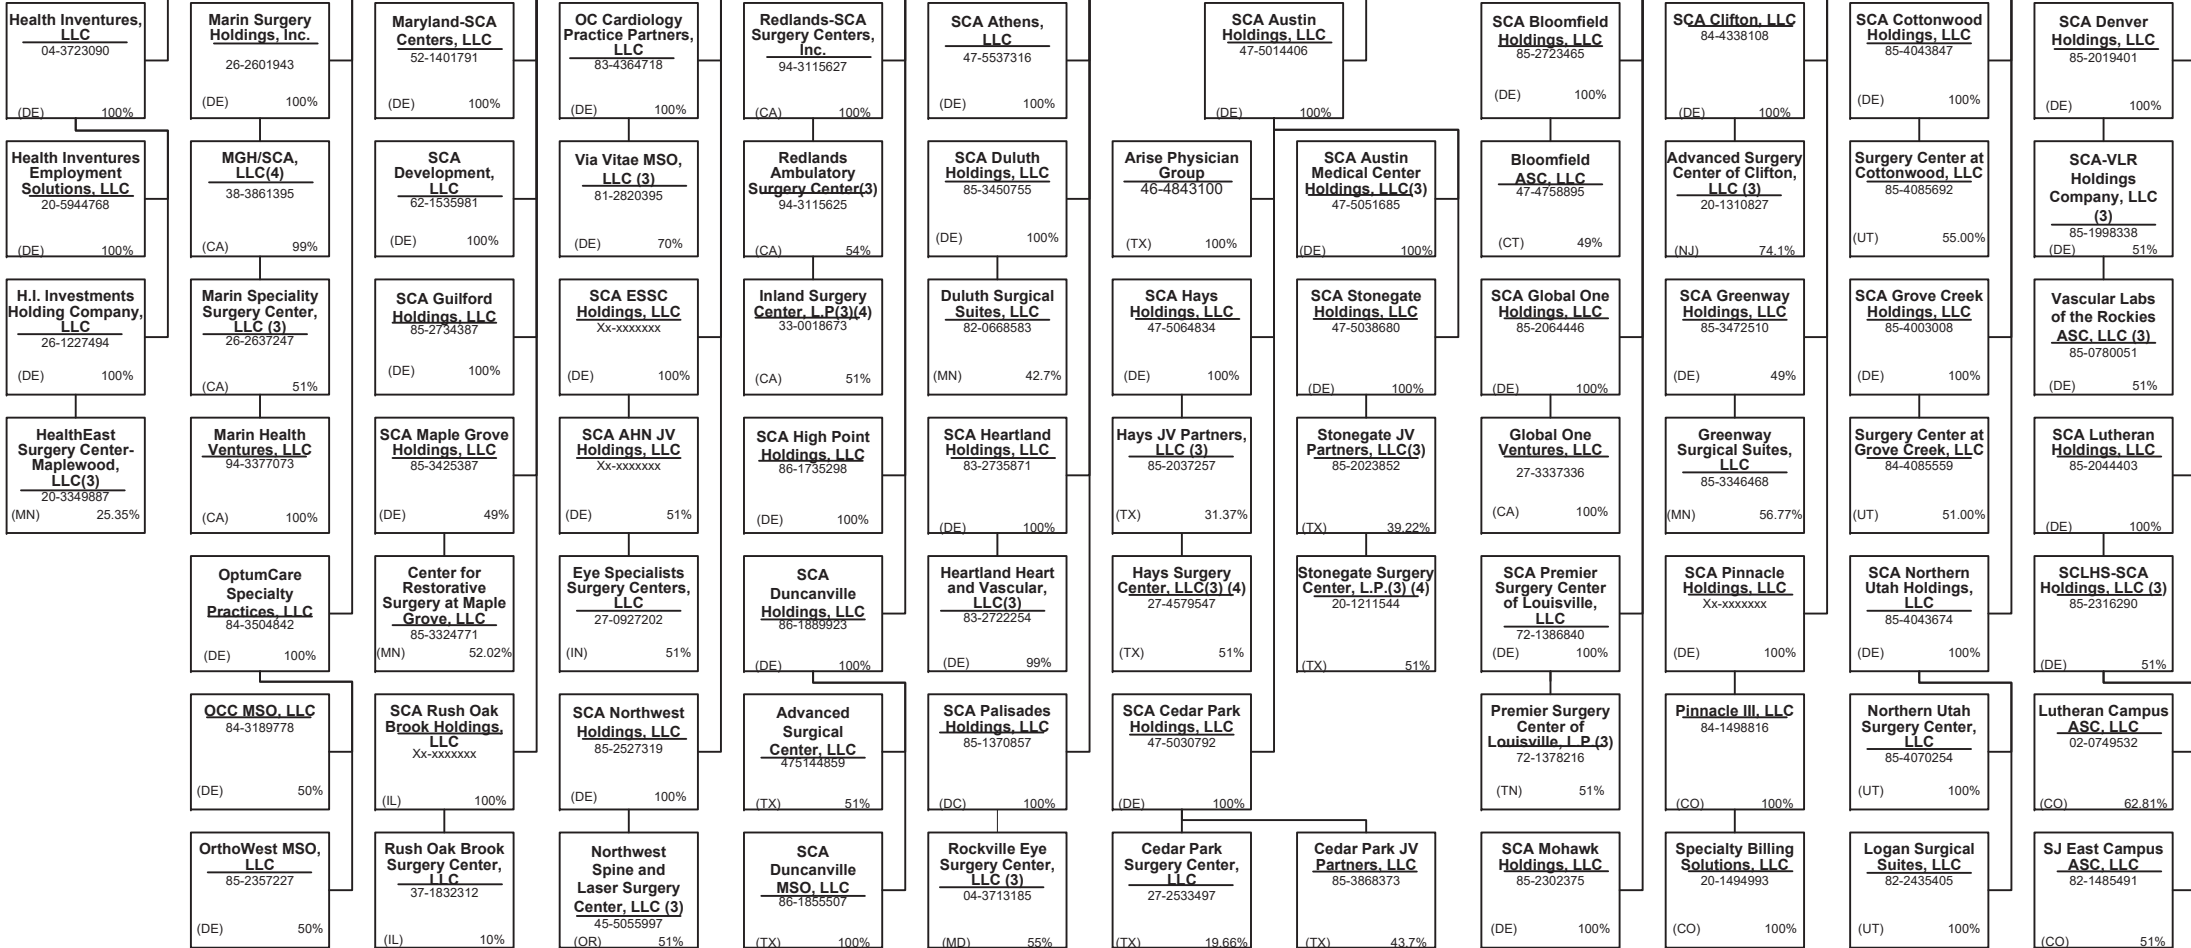 Health Inventures,
LLC
04-3723090
(DE) 100%
Marin Surgery
Holdings, Inc.
26-2601943
(DE) 100%
Maryland-SCA
Centers, LLC
52-1401791
(DE) 100%
OC Cardiology
Practice Partners,
LLC
83-4364718
(DE) 100%
Redlands-SCA
Surgery Centers,
Inc.
94-3115627
(CA) 100%
SCA Athens,
LLC
47-5537316
(DE) 100%
SCA Austin
Holdings, LLC
47-5014406
(DE) 100%
SCA Bloomfield
Holdings, LLC
85-2723465
(DE) 100%
SCA Clifton, LLC
84-4338108
(DE) 100%
SCA Cottonwood
Holdings, LLC
85-4043847
(DE) 100%
SCA Denver
Holdings, LLC
85-2019401
(DE) 100%
Health Inventures
Employment
Solutions, LLC
20-5944768
(DE) 100%
MGH/SCA,
LLC(4)
38-3861395
(CA) 99%
SCA
Development,
LLC
62-1535981
(DE) 100%
Via Vitae MSO,
LLC (3)
81-2820395
(DE) 70%
Redlands
Ambulatory
Surgery Center(3)
94-3115625
(CA) 54%
SCA Duluth
Holdings, LLC
85-3450755
(DE) 100%
Arise Physician
Group
46-4843100
(TX) 100%
SCA Austin
Medical Center
Holdings, LLC(3)
47-5051685
(DE) 100%
Bloomfield
ASC, LLC
47-4758895
(CT) 49%
Advanced Surgery
Center of Clifton,
LLC (3)
20-1310827
(NJ) 74.1%
Surgery Center at
Cottonwood, LLC
85-4085692
(UT) 55.00%
SCA-VLR
Holdings
Company, LLC
(3)
85-1998338
(DE) 51%
H.I. Investments
Holding Company,
LLC
26-1227494
(DE) 100%
Marin Speciality
Surgery Center,
LLC (3)
26-2637247
(CA) 51%
SCA Guilford
Holdings, LLC
85-2734387
(DE) 100%
SCA ESSC
Holdings, LLC
Xx-xxxxxxx
(DE) 100%
Inland Surgery
Center, L.P(3)(4)
33-0018673
(CA) 51%
Duluth Surgical
Suites, LLC
82-0668583
(MN) 42.7%
SCA Hays
Holdings, LLC
47-5064834
(DE) 100%
SCA Stonegate
Holdings, LLC
47-5038680
(DE) 100%
SCA Global One
Holdings, LLC
85-2064446
(DE) 100%
SCA Greenway
Holdings, LLC
85-3472510
(DE) 49%
SCA Grove Creek
Holdings, LLC
85-4003008
(DE) 100%
Vascular Labs
of the Rockies
ASC, LLC (3)
85-0780051
(DE) 51%
HealthEast
Surgery Center-
Maplewood,
LLC(3)
20-3349887
(MN) 25.35%
Marin Health
Ventures, LLC
94-3377073
(CA) 100%
SCA Maple Grove
Holdings, LLC
85-3425387
(DE) 49%
SCA AHN JV
Holdings, LLC
Xx-xxxxxxx
(DE) 51%
SCA High Point
Holdings, LLC
86-1735298
(DE) 100%
SCA Heartland
Holdings, LLC
83-2735871
(DE) 100%
Hays JV Partners,
LLC (3)
85-2037257
(TX) 31.37%
Stonegate JV
Partners, LLC(3)
85-2023852
(TX) 39.22%
Global One
Ventures, LLC
27-3337336
(CA) 100%
Greenway
Surgical Suites,
LLC
85-3346468
(MN) 56.77%
Surgery Center at
Grove Creek, LLC
84-4085559
(UT) 51.00%
SCA Lutheran
Holdings, LLC
85-2044403
(DE) 100%
OptumCare
Specialty
Practices, LLC
84-3504842
(DE) 100%
Center for
Restorative
Surgery at Maple
Grove, LLC
85-3324771
(MN) 52.02%
Eye Specialists
Surgery Centers,
LLC
27-0927202
(IN) 51%
SCA
Duncanville
Holdings, LLC
86-1889923
(DE) 100%
Heartland Heart
and Vascular,
LLC(3)
83-2722254
(DE) 99%
Hays Surgery
Center, LLC(3) (4)
27-4579547
(TX) 51%
Stonegate Surgery
Center, L.P.(3) (4)
20-1211544
(TX) 51%
SCA Premier
Surgery Center
of Louisville,
LLC
72-1386840
(DE) 100%
SCA Pinnacle
Holdings, LLC
Xx-xxxxxxx
(DE) 100%
SCA Northern
Utah Holdings,
LLC
85-4043674
(DE) 100%
SCLHS-SCA
Holdings, LLC (3)
85-2316290
(DE) 51%
OCC MSO, LLC
84-3189778
(DE) 50%
SCA Rush Oak
Brook Holdings,
LLC
Xx-xxxxxxx
(IL) 100%
SCA Northwest
Holdings, LLC
85-2527319
(DE) 100%
Advanced
Surgical
Center, LLC
475144859
(TX) 51%
SCA Palisades
Holdings, LLC
85-1370857
(DC) 100%
SCA Cedar Park
Holdings, LLC
47-5030792
(DE) 100%
Premier Surgery
Center of
Louisville, L.P.(3)
72-1378216
(TN) 51%
Pinnacle III, LLC
84-1498816
(CO) 100%
Northern Utah
Surgery Center,
LLC
85-4070254
(UT) 100%
Lutheran Campus
ASC, LLC
02-0749532
(CO) 62.81%
OrthoWest MSO,
LLC
85-2357227
(DE) 50%
Rush Oak Brook
Surgery Center,
LLC
37-1832312
(IL) 10%
Northwest
Spine and
Laser Surgery
Center, LLC (3)
45-5055997
(OR) 51%
SCA
Duncanville
MSO, LLC
86-1855507
(TX) 100%
Rockville Eye
Surgery Center,
LLC (3)
04-3713185
(MD) 55%
Cedar Park
Surgery Center,
LLC
27-2533497
(TX) 19.66%
Cedar Park JV
Partners, LLC
85-3868373
(TX) 43.7%
SCA Mohawk
Holdings, LLC
85-2302375
(DE) 100%
Specialty Billing
Solutions, LLC
20-1494993
(CO) 100%
Logan Surgical
Suites, LLC
82-2435405
(UT) 100%
SJ East Campus
ASC, LLC
82-1485491
(CO) 51%